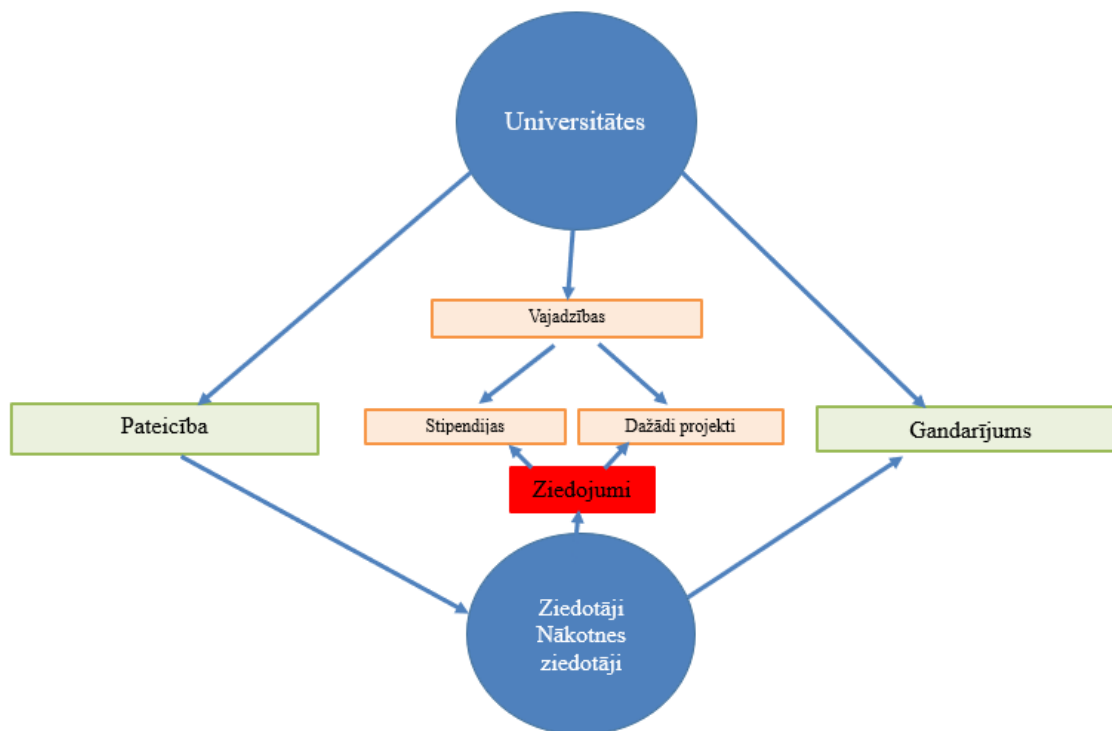 Universitātes
Vajadzības
Pateicība
Stipendijas
Dažādi projekti
Gandarījums
Ziedojumi
Ziedotāji
Nākotnes
ziedotāji